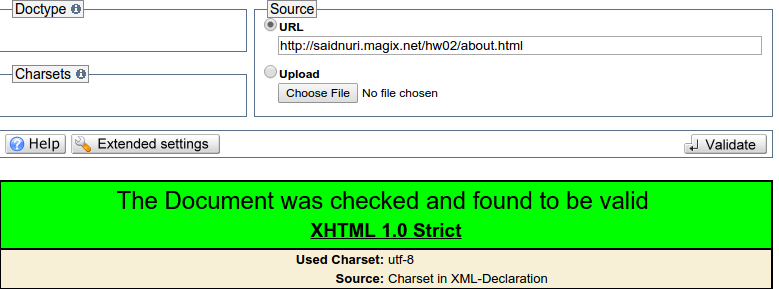 Doctype
Source
URL
http://saidnuri.magix.net/hw02/about.html
Charsets
Upload
Choose File No file chosen
Help Extended settings Validate
The Document was checked and found to be valid
XHTML 1.0 Strict
Used Charset: utf-8
Source: Charset in XML-Declaration